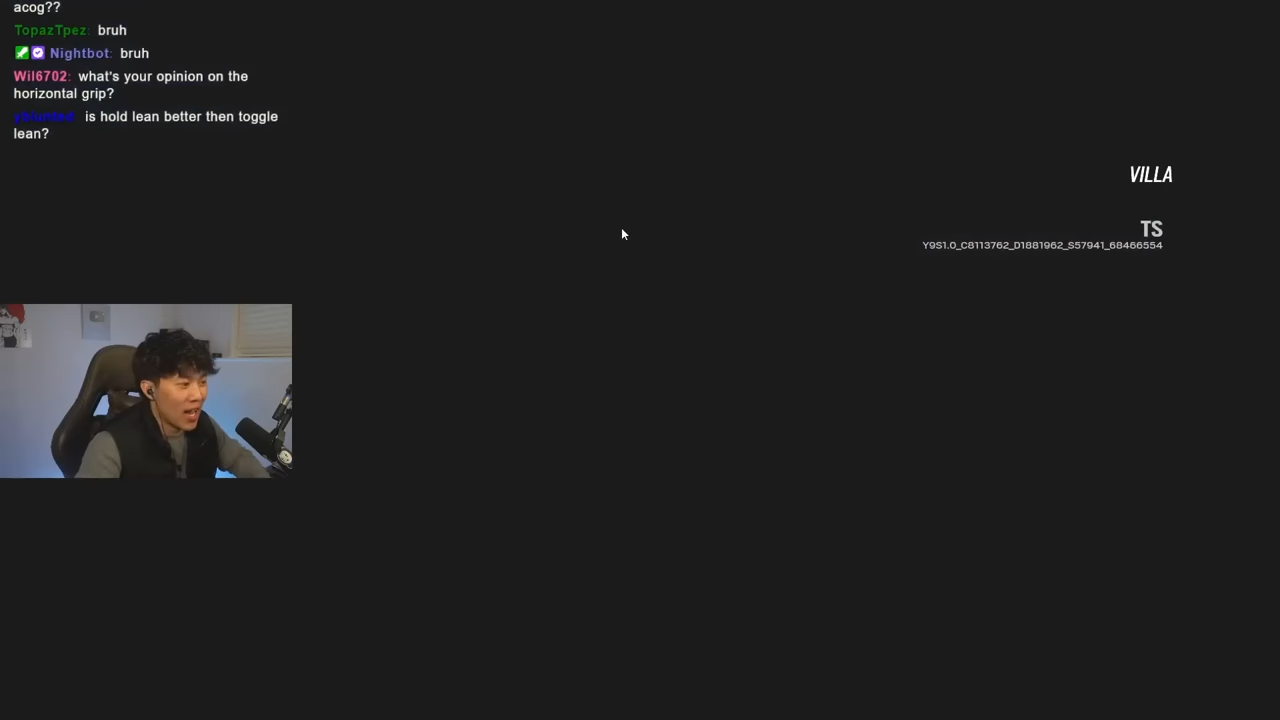 acog??
TopazTpez: bruh
Nightbot: bruh
Wil6702: what's your opinion on the
horizontal grip?
is hold lean better then toggle
lean?
VILLA
TS
Y9S1.0_C8113762_D1881962_S57941_68466554